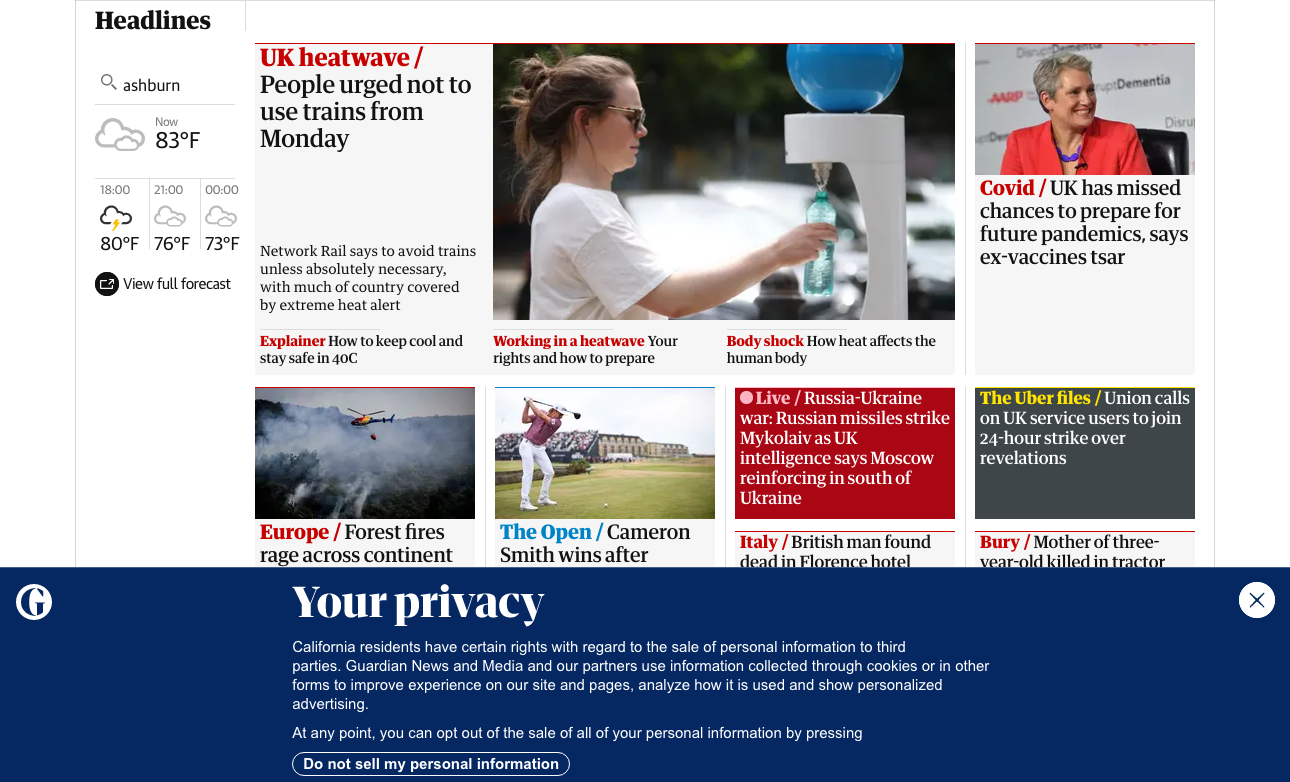 Headlines
ashburn
Now
83°F
18:00
21:00
00:00
80°F
76°F
73°F
View full forecast
UK heatwave /
People urged not to
use trains from
Monday
Network Rail says to avoid trains
unless absolutely necessary,
with much of country covered
by extreme heat alert
Explainer How to keep cool and
stay safe in 40C
Working in a heatwave Your
rights and how to prepare
Body shock How heat affects the
human body
DisruptDementia
AARP
Covid / UK has missed
chances to prepare for
future pandemics, says
ex-vaccines tsar
Europe / Forest fires
rage across continent
The Open / Cameron
Smith wins after
Live / Russia-Ukraine
war: Russian missiles strike
Mykolaiv as UK
intelligence says Moscow
reinforcing in south of
Ukraine
The Uber files / Union calls
on UK service users to join
24-hour strike over
revelations
Italy / British man found
dead in Florence hotel
Bury / Mother of three-
year-old killed in tractor
G
Your privacy
California residents have certain rights with regard to the sale of personal information to third
parties. Guardian News and Media and our partners use information collected through cookies or in other
forms to improve experience on our site and pages, analyze how it is used and show personalized
advertising.
At any point, you can opt out of the sale of all of your personal information by pressing
Do not sell my personal information